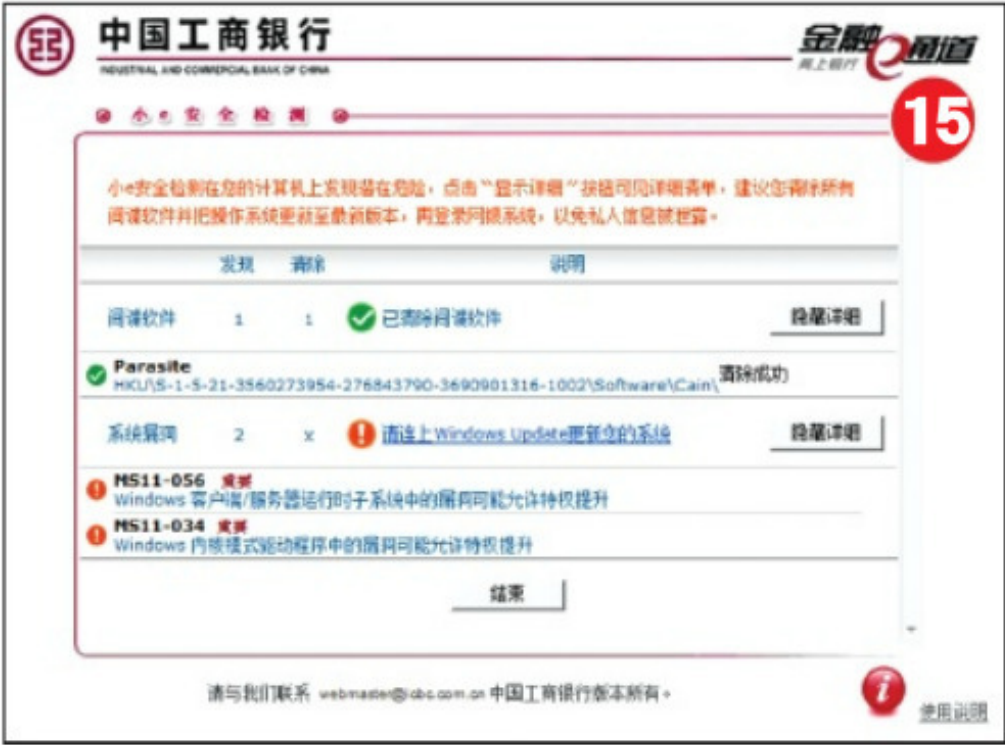 中国工商银行
INDUSTRIAL AND COMMERCIAL BANK OF CHINA
金融e通道
网上银行
小e安全检测
15
小e安全检测在您的计算机上发现潜在危险，点击“显示详细”按钮可见详细清单，建议您清除所有
间谍软件并把操作系统更新至最新版本，再登录网银系统，以免私人信息被泄露。
发现 清除 说明
间谍软件 1 1 已清除间谍软件 隐藏详细
Parasite
HKU\S-1-5-21-3560273954-276843790-3690901316-1002\Software\Cain\ 清除成功
系统漏洞 2 x 请连上Windows Update更新您的系统 隐藏详细
MS11-056 重要
Windows 客户端/服务器运行时子系统中的漏洞可能允许特权提升
MS11-034 重要
Windows 内核模式驱动程序中的漏洞可能允许特权提升
结束
请与我们联系 webmaster@icbc.com.cn 中国工商银行版本所有。
使用说明